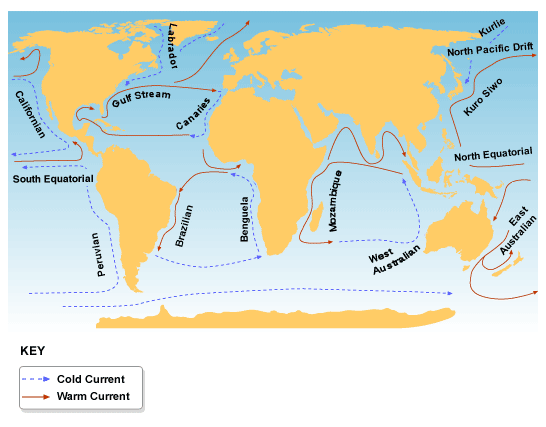 Labrador
Kurlie
North Pacific Drift
Kuro Siwo
Gulf Stream
Californian
Canaries
North Equatorial
South Equatorial
Mozambique
Benguela
Brazilian
Peruvian
East
Australian
West
Australian
KEY
Cold Current
Warm Current